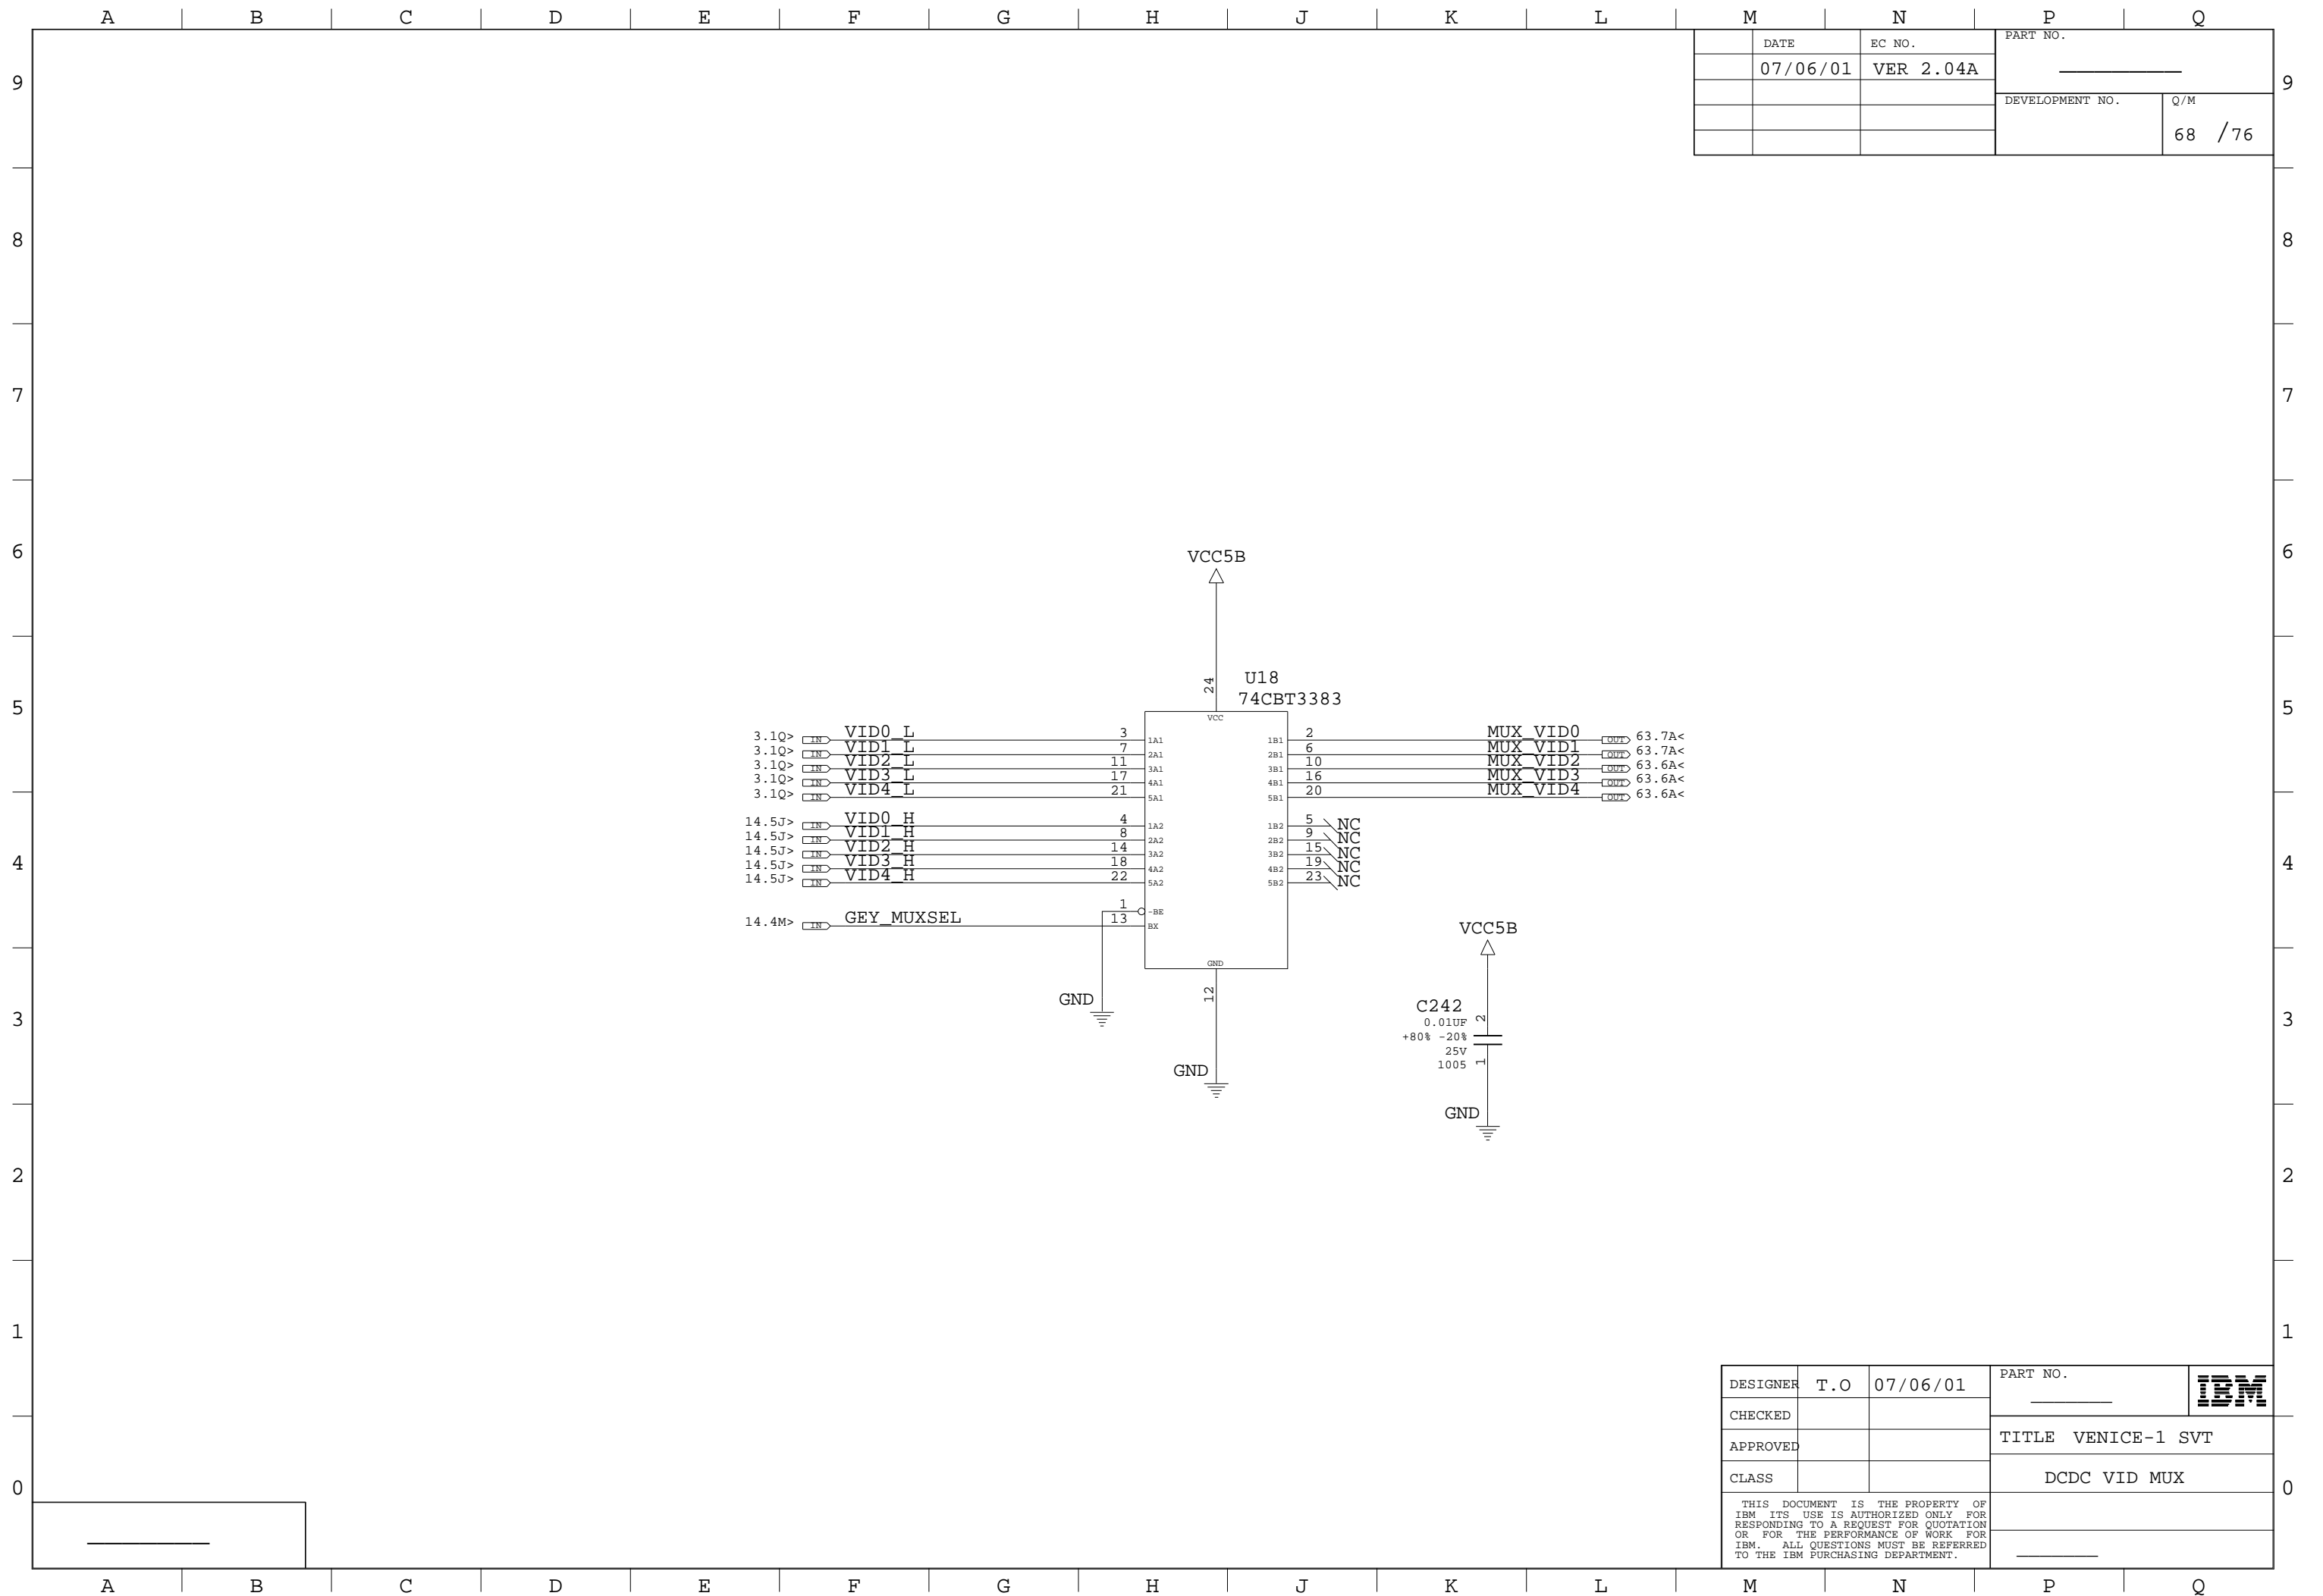 A B C D E F G H J K L M N P Q
DATE EC NO. PART NO.
07/06/01 VER 2.04A
DEVELOPMENT NO. Q/M
68 /76
9 9
8 8
7 7
6 6
VCC5B
24
U18
74CBT3383
5 5
VCC
3.1Q> IN VID0_L 3 1A1 1B1 2 MUX_VID0 OUT 63.7A<
3.1Q> IN VID1_L 7 2A1 2B1 6 MUX_VID1 OUT 63.7A<
3.1Q> IN VID2_L 11 3A1 3B1 10 MUX_VID2 OUT 63.6A<
3.1Q> IN VID3_L 17 4A1 4B1 16 MUX_VID3 OUT 63.6A<
3.1Q> IN VID4_L 21 5A1 5B1 20 MUX_VID4 OUT 63.6A<
14.5J> IN VID0_H 4 1A2 1B2 5 NC
14.5J> IN VID1_H 8 2A2 2B2 9 NC
14.5J> IN VID2_H 14 3A2 3B2 15 NC
14.5J> IN VID3_H 18 4A2 4B2 19 NC
14.5J> IN VID4_H 22 5A2 5B2 23 NC
4 4
1 -BE
14.4M> IN GEY_MUXSEL 13 BX
GND
12
GND
GND
VCC5B
C242
0.01UF 2
+80% -20%
25V
1005 1
GND
3 3
2 2
1 1
DESIGNER T.O 07/06/01 PART NO. IBM
CHECKED
APPROVED TITLE VENICE-1 SVT
CLASS DCDC VID MUX
0 0
THIS DOCUMENT IS THE PROPERTY OF
IBM ITS USE IS AUTHORIZED ONLY FOR
RESPONDING TO A REQUEST FOR QUOTATION
OR FOR THE PERFORMANCE OF WORK FOR
IBM. ALL QUESTIONS MUST BE REFERRED
TO THE IBM PURCHASING DEPARTMENT.
A B C D E F G H J K L M N P Q